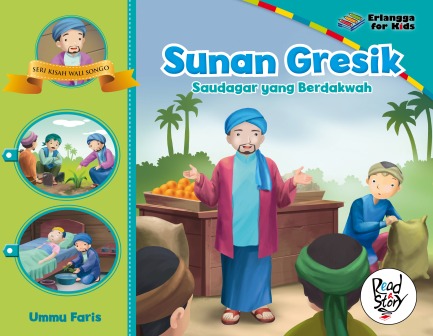 SERI KISAH WALI SONGO
Erlangga
for Kids
Sunan Gresik
Saudagar yang Berdakwah
Read
& Story
Ummu Faris